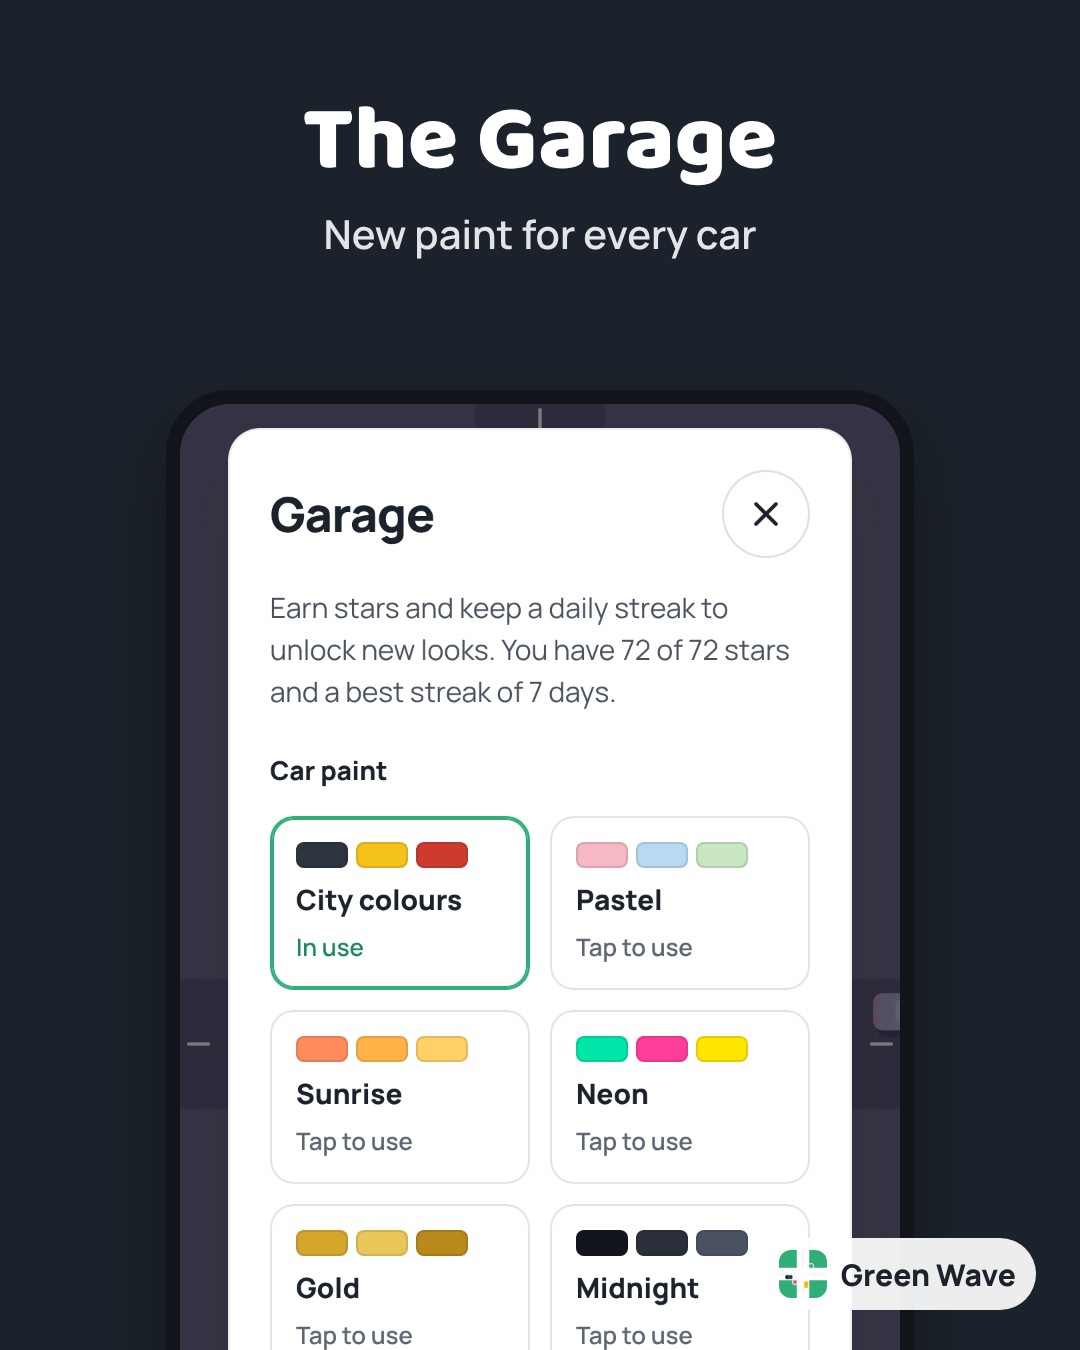 The Garage
New paint for every car
Garage
Earn stars and keep a daily streak to
unlock new looks. You have 72 of 72 stars
and a best streak of 7 days.
Car paint
City colours
In use
Pastel
Tap to use
Sunrise
Tap to use
Neon
Tap to use
Gold
Tap to use
Midnight
Tap to use
Green Wave